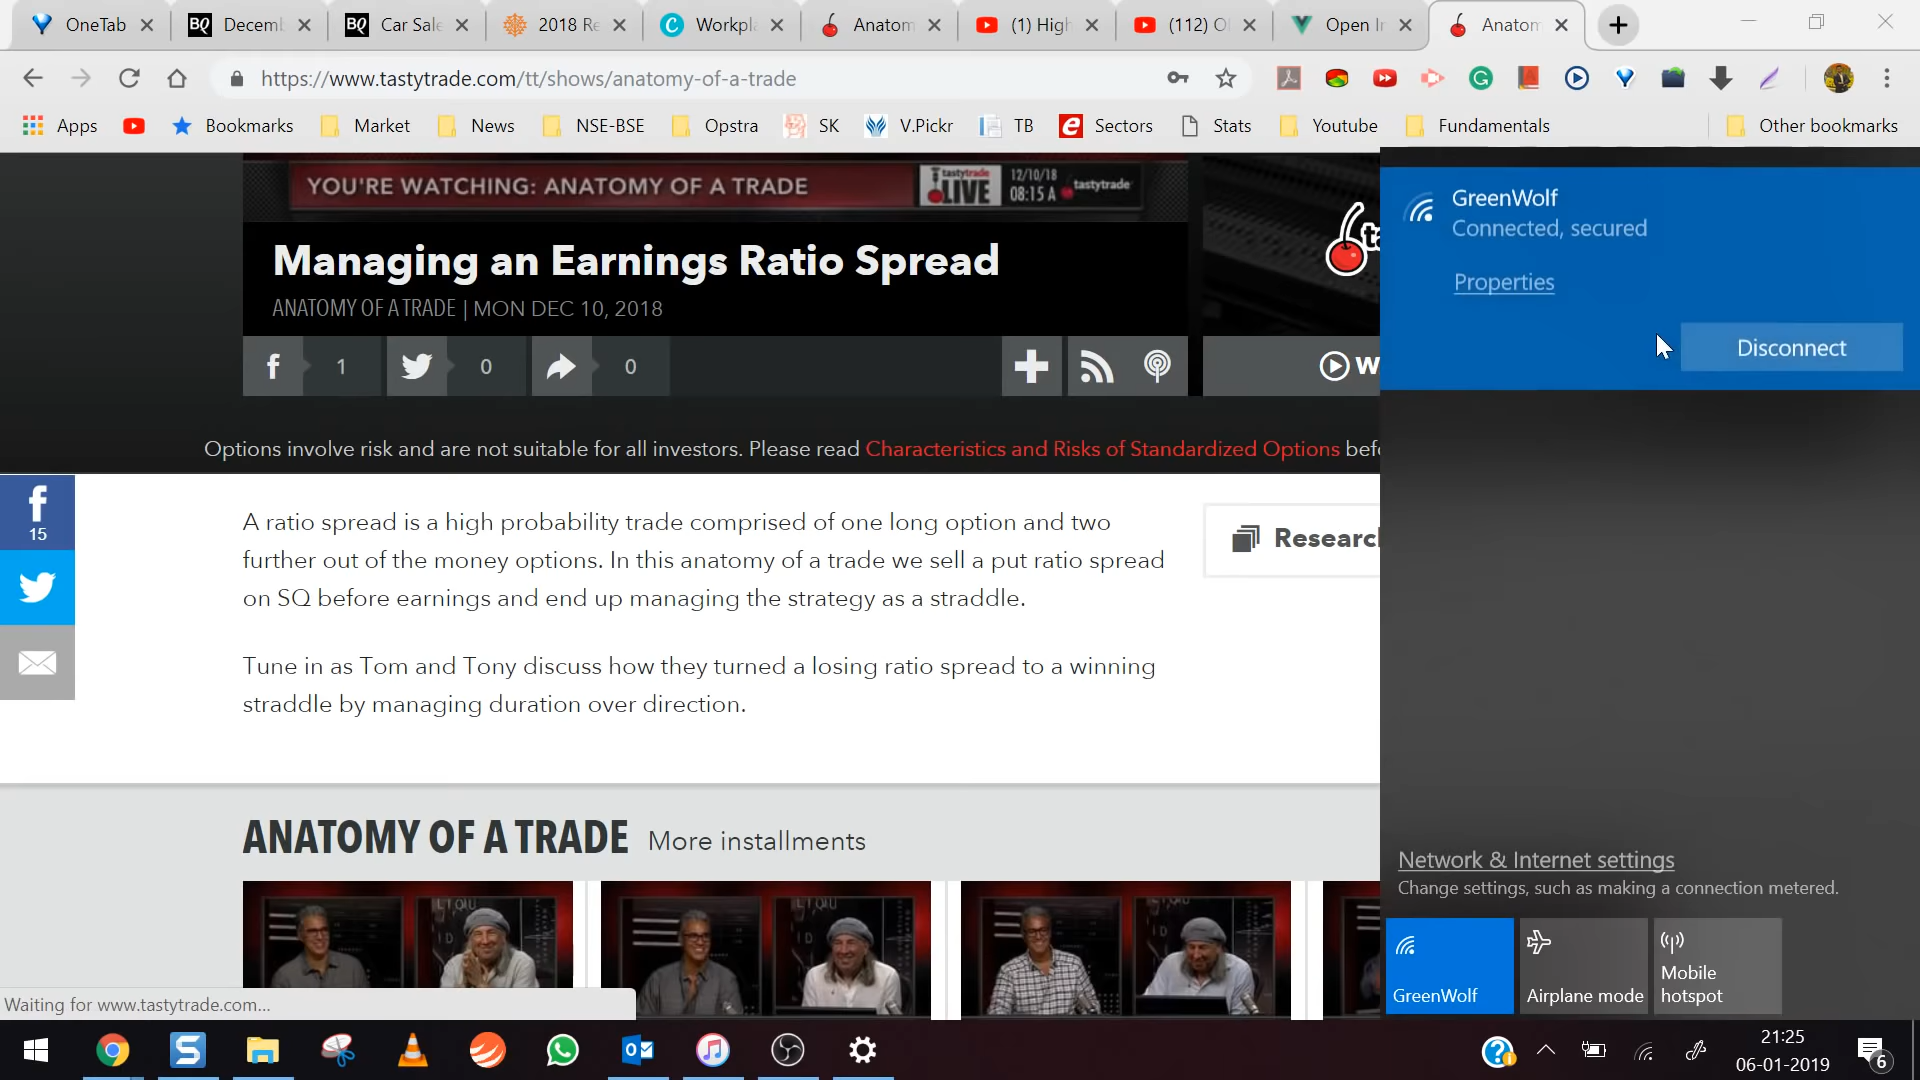 OneTab
Decemb
Car Sale
2018 Re
Workpl
Anatom
(1) High
(112) O
Open In
Anatom
https://www.tastytrade.com/tt/shows/anatomy-of-a-trade
Apps
Bookmarks
Market
News
NSE-BSE
Opstra
SK
V.Pickr
TB
Sectors
Stats
Youtube
Fundamentals
Other bookmarks
YOU'RE WATCHING: ANATOMY OF A TRADE
tastytrade
LIVE
12/10/18
08:15 A
tastytrade
Managing an Earnings Ratio Spread
ANATOMY OF A TRADE | MON DEC 10, 2018
1
0
0
W
Options involve risk and are not suitable for all investors. Please read Characteristics and Risks of Standardized Options befo
15
A ratio spread is a high probability trade comprised of one long option and two
further out of the money options. In this anatomy of a trade we sell a put ratio spread
on SQ before earnings and end up managing the strategy as a straddle.
Tune in as Tom and Tony discuss how they turned a losing ratio spread to a winning
straddle by managing duration over direction.
Research
ANATOMY OF A TRADE More installments
Waiting for www.tastytrade.com...
GreenWolf
Connected, secured
Properties
Disconnect
Network & Internet settings
Change settings, such as making a connection metered.
GreenWolf
Airplane mode
Mobile
hotspot
21:25
06-01-2019
6